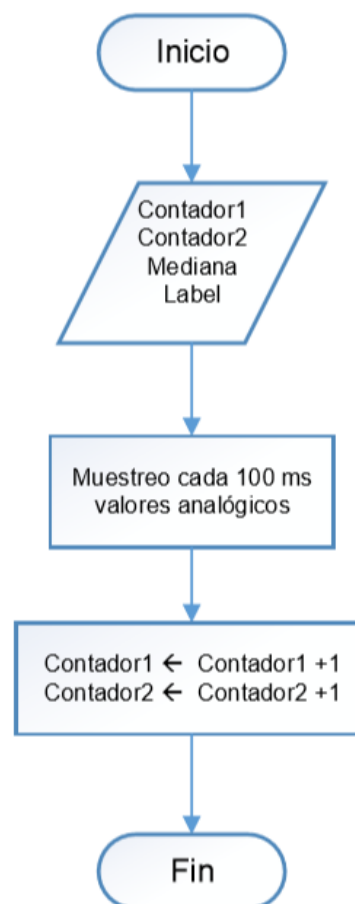 Inicio
Contador1
Contador2
Mediana
Label
Muestreo cada 100 ms
valores analógicos
Contador1 ← Contador1 +1
Contador2 ← Contador2 +1
Fin